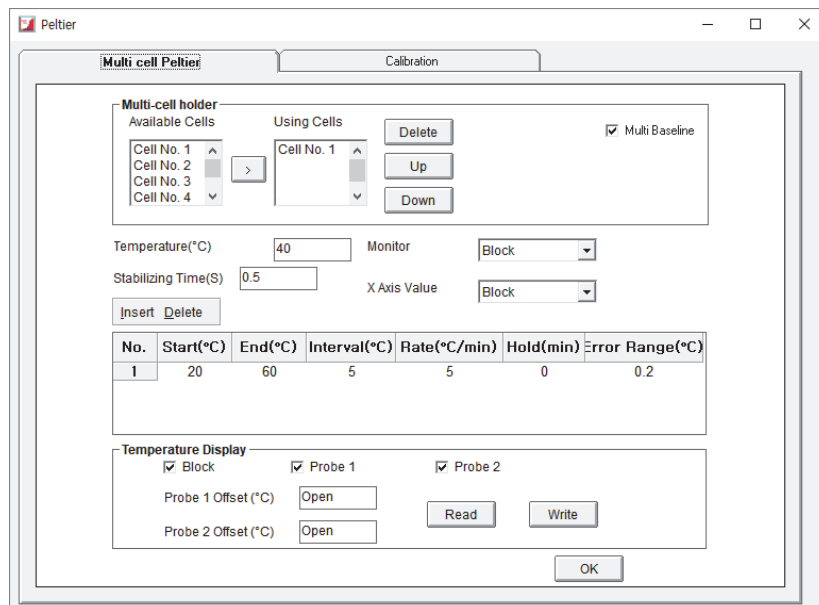 Peltier
Multi cell Peltier
Calibration
Multi-cell holder
Available Cells
Using Cells
Cell No. 1
Cell No. 2
Cell No. 3
Cell No. 4
>
Cell No. 1
Delete
Up
Down
Multi Baseline
Temperature(°C) 40
Monitor Block
Stabilizing Time(S) 0.5
X Axis Value Block
Insert Delete
No. Start(°C) End(°C) Interval(°C) Rate(°C/min) Hold(min) Error Range(°C)
1 20 60 5 5 0 0.2
Temperature Display
Block Probe 1 Probe 2
Probe 1 Offset (°C) Open
Read Write
Probe 2 Offset (°C) Open
OK